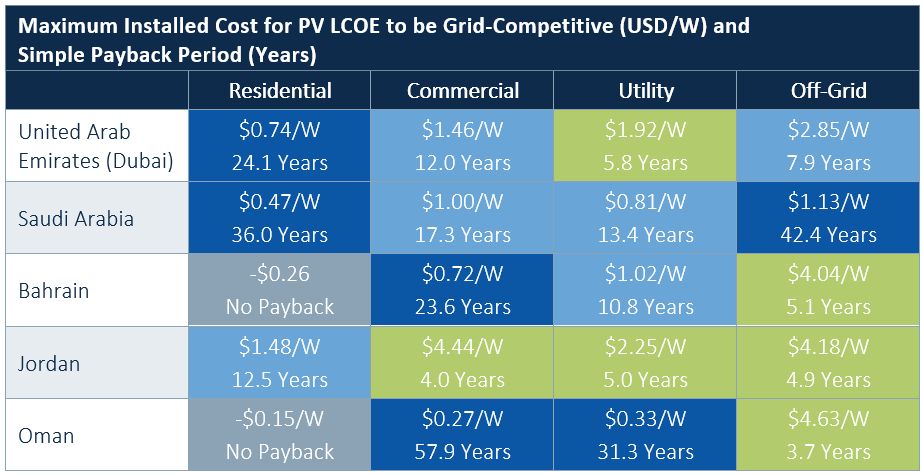 Maximum Installed Cost for PV LCOE to be Grid-Competitive (USD/W) and
Simple Payback Period (Years)
Residential Commercial Utility Off-Grid
United Arab Emirates (Dubai) $0.74/W 24.1 Years $1.46/W 12.0 Years $1.92/W 5.8 Years $2.85/W 7.9 Years
Saudi Arabia $0.47/W 36.0 Years $1.00/W 17.3 Years $0.81/W 13.4 Years $1.13/W 42.4 Years
Bahrain -$0.26 No Payback $0.72/W 23.6 Years $1.02/W 10.8 Years $4.04/W 5.1 Years
Jordan $1.48/W 12.5 Years $4.44/W 4.0 Years $2.25/W 5.0 Years $4.18/W 4.9 Years
Oman -$0.15/W No Payback $0.27/W 57.9 Years $0.33/W 31.3 Years $4.63/W 3.7 Years